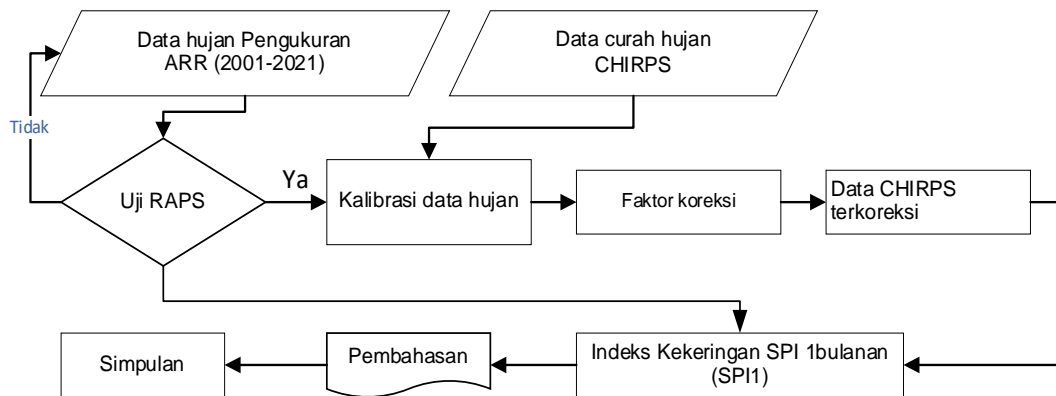 Data hujan Pengukuran
ARR (2001-2021)
Data curah hujan
CHIRPS
Tidak
Uji RAPS
Ya
Kalibrasi data hujan
Faktor koreksi
Data CHIRPS
terkoreksi
Simpulan
Pembahasan
Indeks Kekeringan SPI 1bulanan
(SPI1)